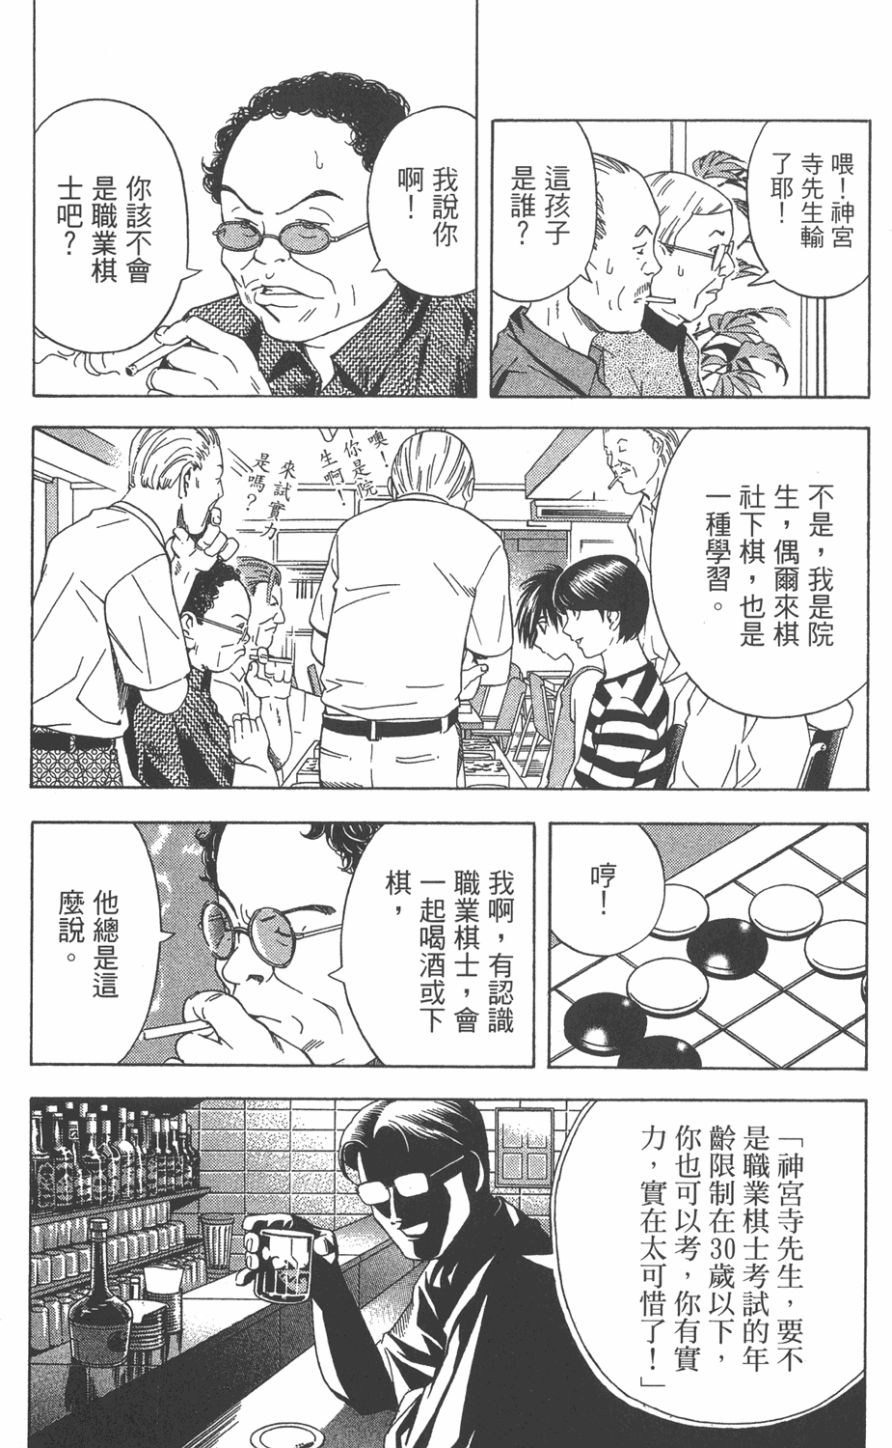 喂！神宮
寺先生輸
了耶！
這孩子
是誰？
我說你
啊！
你該不會
是職業棋
士吧？
不是，我是院
生，偶爾來棋
社下棋，也是
一種學習。
噢！
你是院
生啊！
來試實力
是嗎？
哼！
我啊，有認識
職業棋士，會
一起喝酒或下
棋，
他總是這
麼說。
「神宮寺先生，要不
是職業棋士考試的年
齡限制在30歲以下，
你也可以考，你有實
力，實在太可惜了！」